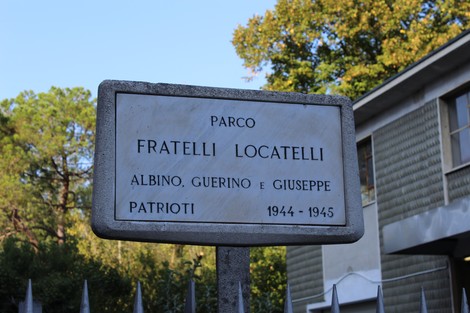 PARCO
FRATELLI LOCATELLI
ALBINO, GUERINO E GIUSEPPE
PATRIOTI 1944 - 1945